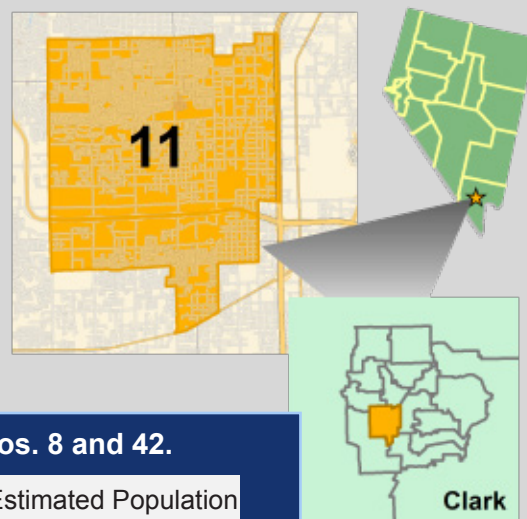 11
os. 8 and 42.
Estimated Population
Clark